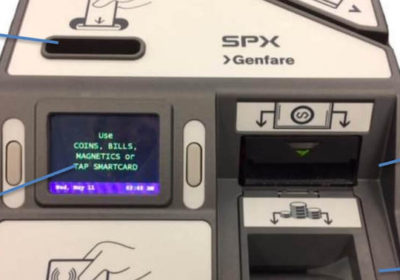 SPX
>Genfare
Use
COINS, BILLS,
MAGNETICS or
TAP SMARTCARD
Wed, May 11